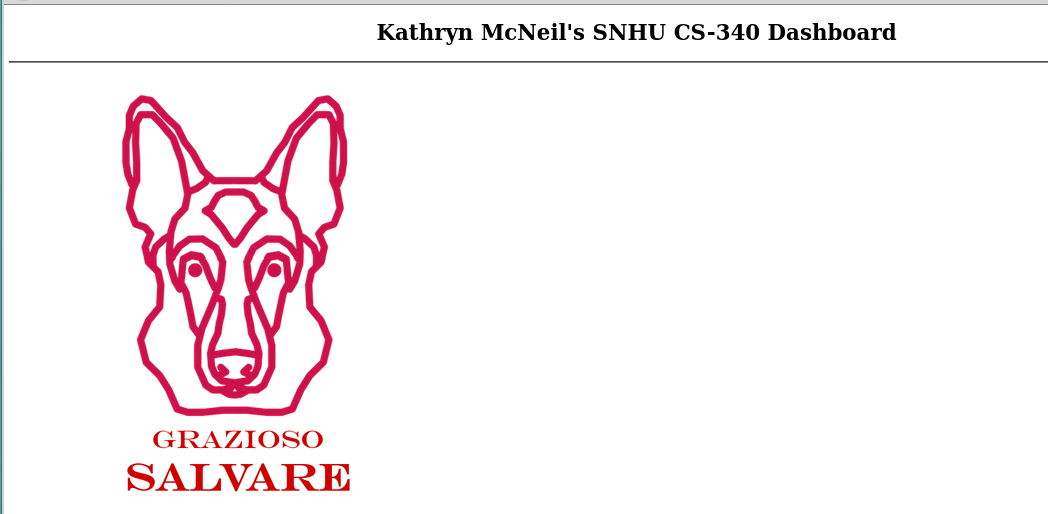 Kathryn McNeil's SNHU CS-340 Dashboard
GRAZIOSO
SALVARE